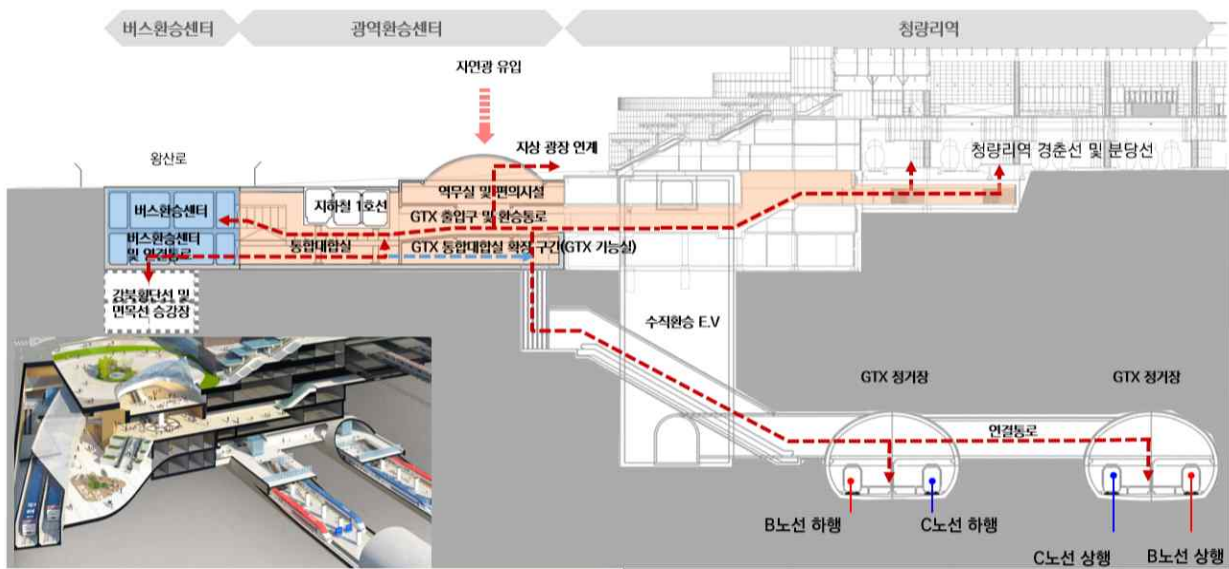 버스환승센터
광역환승센터
청량리역
자연광 유입
왕산로
지상 광장 연계
청량리역 경춘선 및 분당선
역무실 및 편의시설
버스환승센터
지하철 1호선
GTX 출입구 및 환승통로
버스환승센터
및 연결통로
통합대합실
GTX 통합대합실 확장 구간(GTX 기능실)
강북횡단선 및
면목선 승강장
수직환승 E.V
GTX 정거장
GTX 정거장
연결통로
B노선 하행
C노선 하행
C노선 상행
B노선 상행